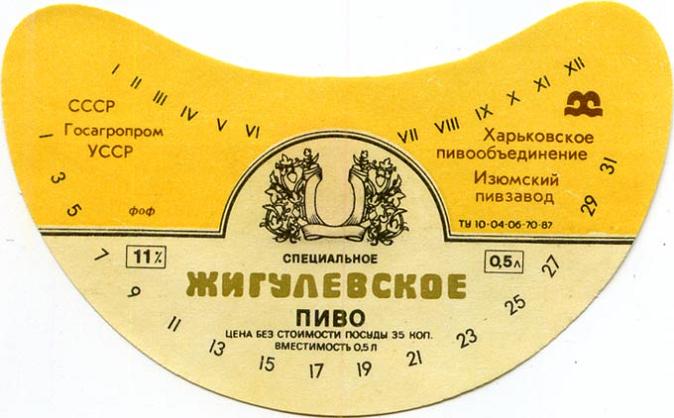 I II III IV V VI VII VIII IX X XI XII
СССР
Госагропром
УССР
фоф
Харьковское
пивообъединение
Изюмский
пивзавод
ТУ 10-04-06-70-87
11%
0,5л
СПЕЦИАЛЬНОЕ
ЖИГУЛЕВСКОЕ
ПИВО
ЦЕНА БЕЗ СТОИМОСТИ ПОСУДЫ 35 КОП.
ВМЕСТИМОСТЬ 0,5 Л
1 3 5 7 9 11 13 15 17 19 21 23 25 27 29 31